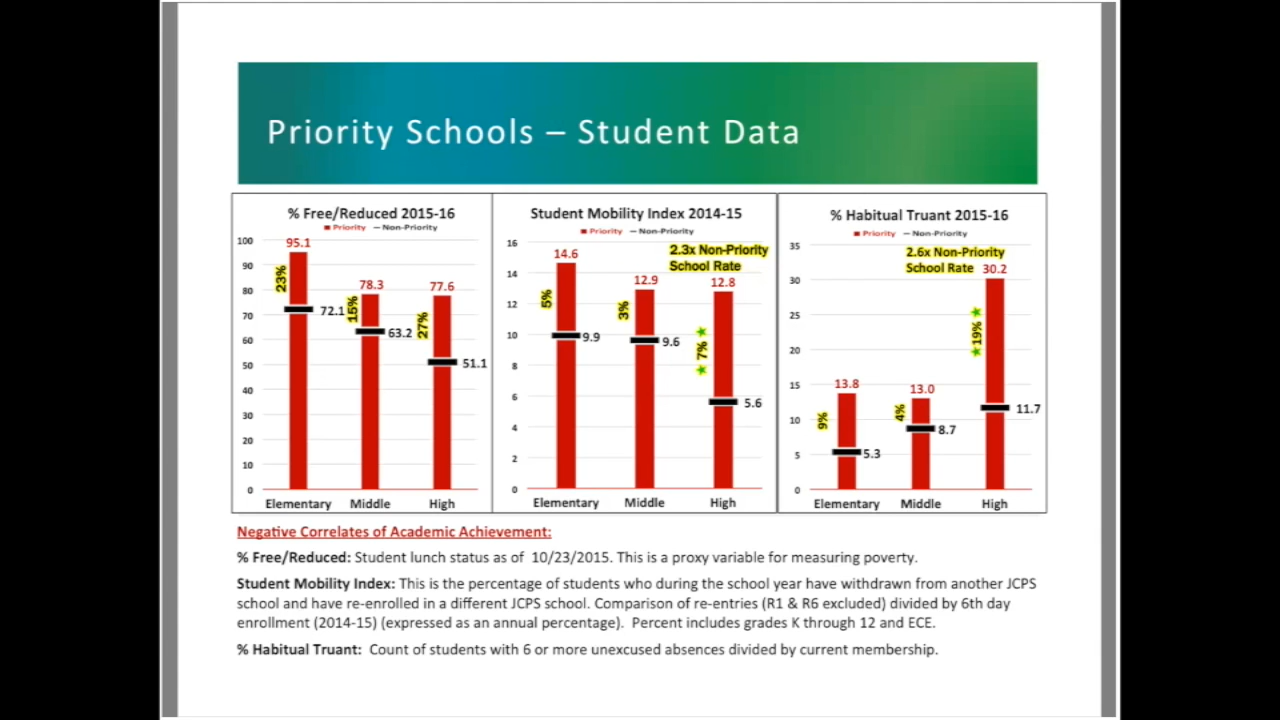 Priority Schools – Student Data
% Free/Reduced 2015-16
Priority Non-Priority
100
90
80
70
60
50
40
30
20
10
0
95.1
72.1
23%
78.3
63.2
15%
77.6
51.1
27%
Elementary Middle High
Student Mobility Index 2014-15
Priority Non-Priority
2.3x Non-Priority
School Rate
16
14
12
10
8
6
4
2
0
14.6
9.9
5%
12.9
9.6
3%
12.8
5.6
7%
Elementary Middle High
% Habitual Truant 2015-16
Priority Non-Priority
2.6x Non-Priority
School Rate
35
30
25
20
15
10
5
0
13.8
5.3
9%
13.0
8.7
4%
30.2
11.7
19%
Elementary Middle High
Negative Correlates of Academic Achievement:
% Free/Reduced: Student lunch status as of 10/23/2015. This is a proxy variable for measuring poverty.
Student Mobility Index: This is the percentage of students who during the school year have withdrawn from another JCPS
school and have re-enrolled in a different JCPS school. Comparison of re-entries (R1 & R6 excluded) divided by 6th day
enrollment (2014-15) (expressed as an annual percentage). Percent includes grades K through 12 and ECE.
% Habitual Truant: Count of students with 6 or more unexcused absences divided by current membership.